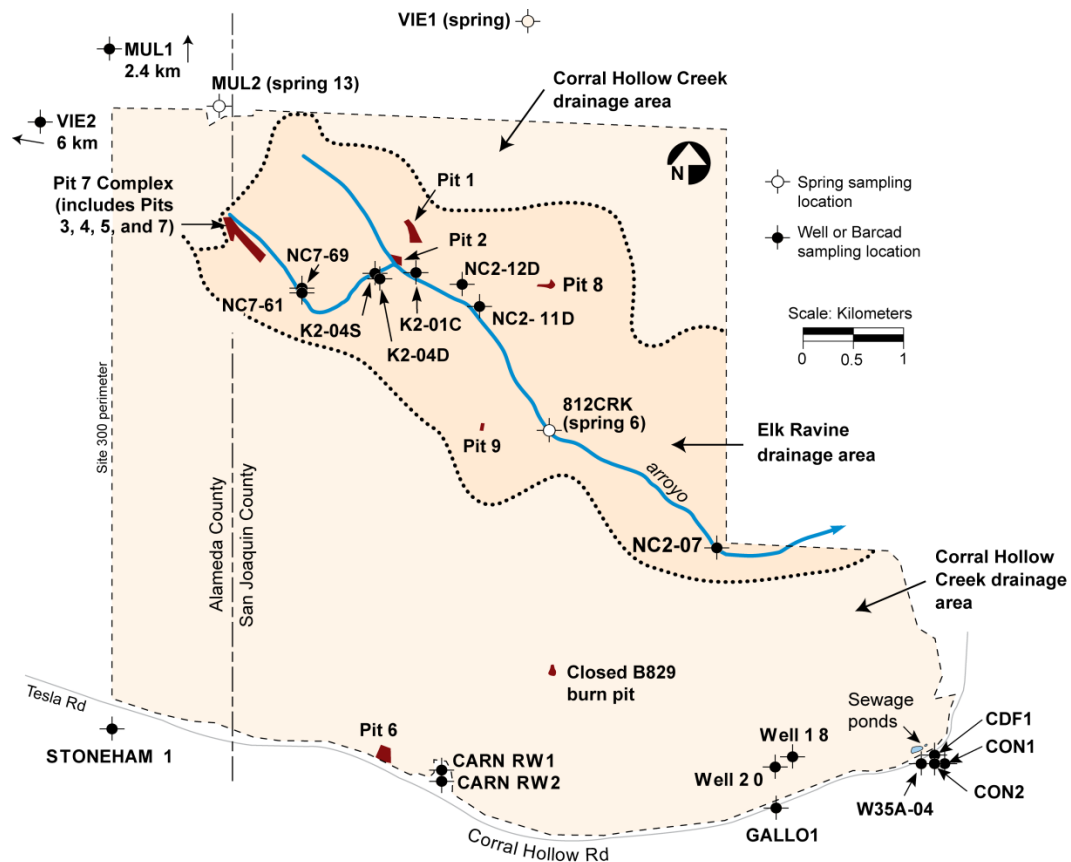 VIE1 (spring)
MUL1
2.4 km
MUL2 (spring 13)
Corral Hollow Creek
drainage area
VIE2
6 km
N
Pit 7 Complex
(includes Pits
3, 4, 5, and 7)
Pit 1
Pit 2
Spring sampling
location
Well or Barcad
sampling location
NC7-69
NC2-12D
Pit 8
NC7-61
K2-04S
K2-01C
NC2- 11D
K2-04D
Scale: Kilometers
0 0.5 1
Site 300 perimeter
812CRK
(spring 6)
Pit 9
Elk Ravine
drainage area
arroyo
Alameda County
San Joaquin County
NC2-07
Corral Hollow
Creek drainage
area
Closed B829
burn pit
Tesla Rd
Pit 6
Sewage
ponds
CDF1
STONEHAM 1
CARN RW1
CARN RW2
Well 18
Well 20
CON1
CON2
W35A-04
GALLO1
Corral Hollow Rd